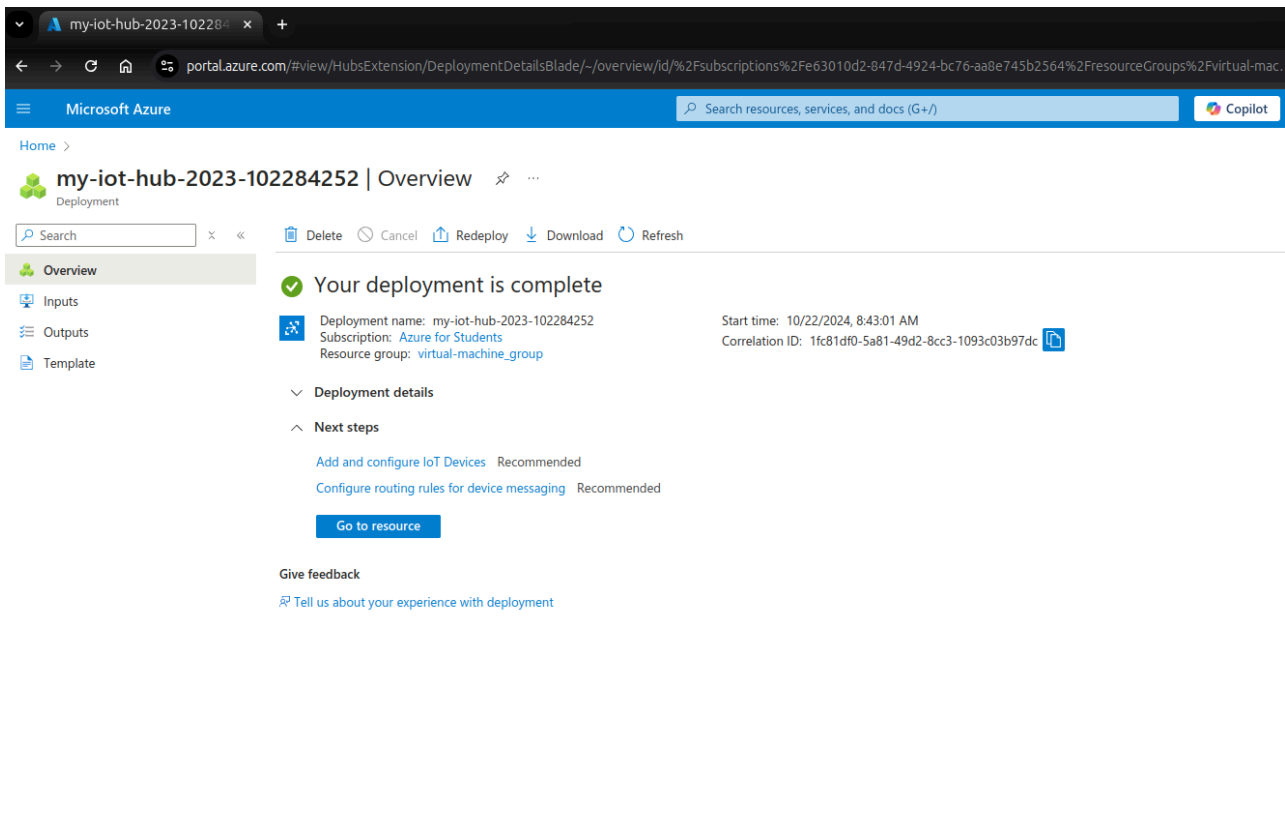 my-iot-hub-2023-102284
portal.azure.com/#view/HubsExtension/DeploymentDetailsBlade/~/overview/id/%2Fsubscriptions%2Fe63010d2-847d-4924-bc76-aa8e745b2564%2FresourceGroups%2Fvirtual-mac...
Microsoft Azure
Search resources, services, and docs (G+/)
Copilot
Home >
my-iot-hub-2023-102284252 | Overview
Deployment
Search
Delete Cancel Redeploy Download Refresh
Overview
Inputs
Outputs
Template
Your deployment is complete
Deployment name: my-iot-hub-2023-102284252
Subscription: Azure for Students
Resource group: virtual-machine_group
Start time: 10/22/2024, 8:43:01 AM
Correlation ID: 1fc81df0-5a81-49d2-8cc3-1093c03b97dc
Deployment details
Next steps
Add and configure IoT Devices Recommended
Configure routing rules for device messaging Recommended
Go to resource
Give feedback
Tell us about your experience with deployment